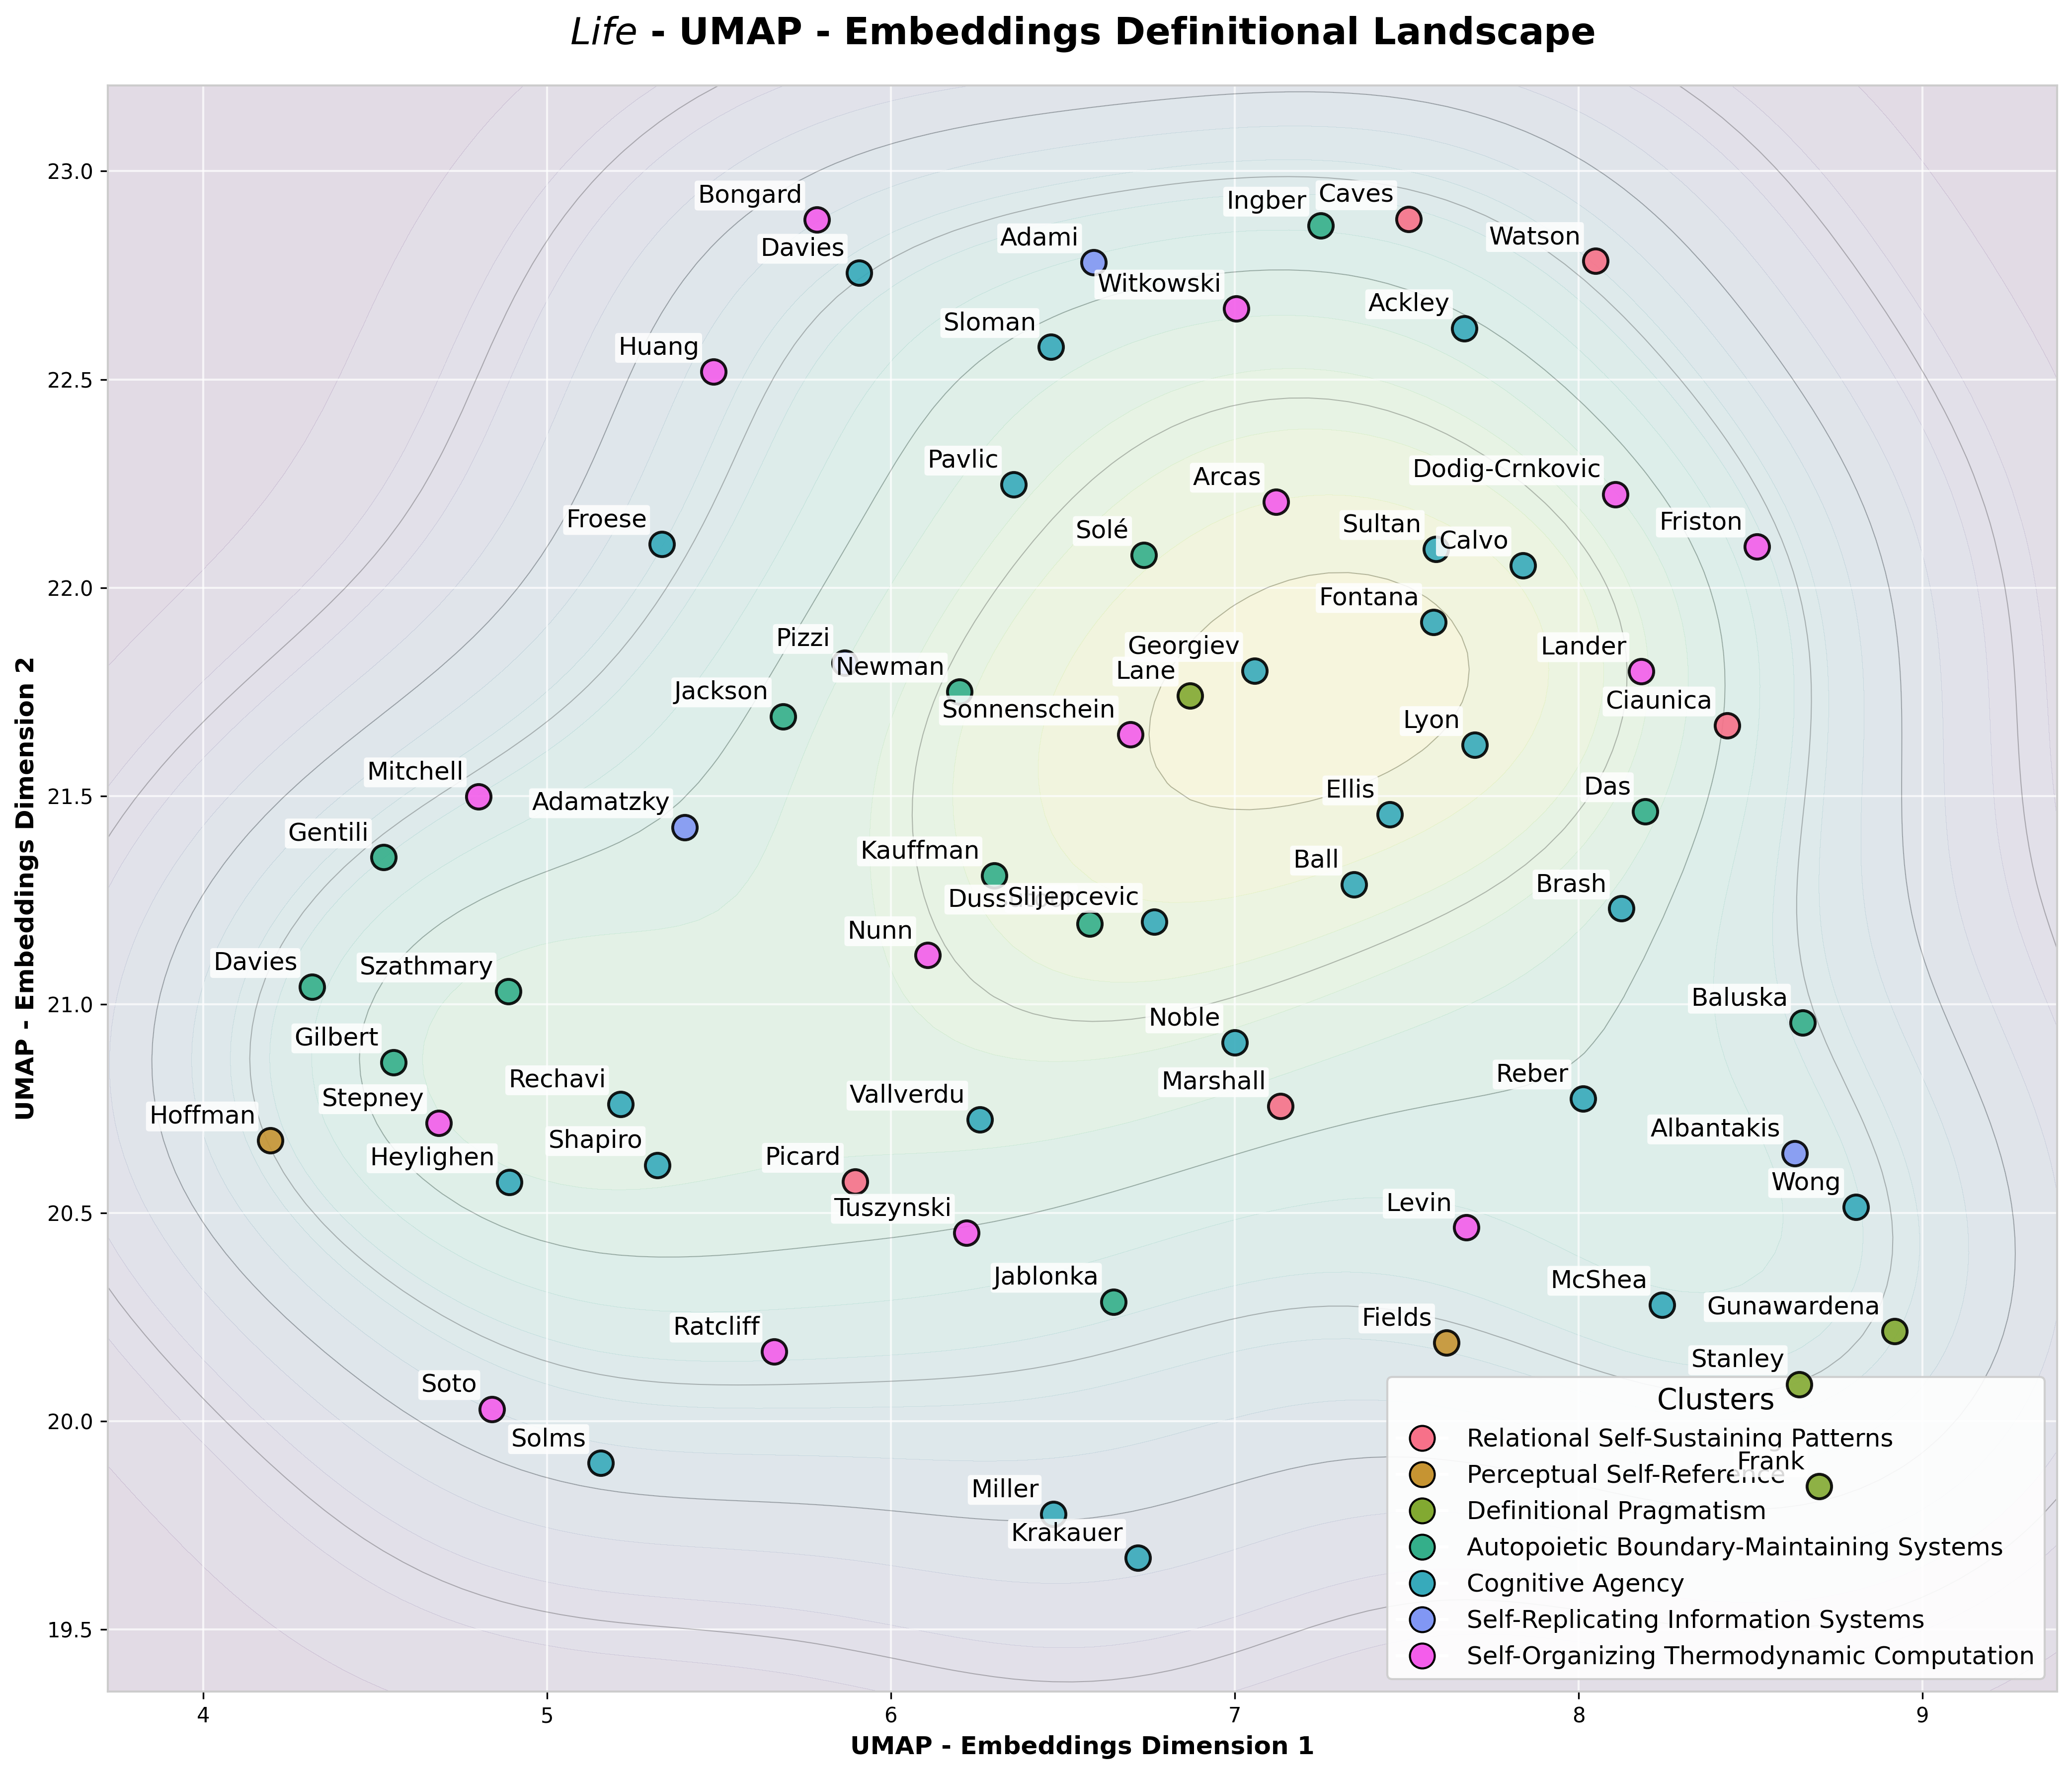 Life - UMAP - Embeddings Definitional Landscape
UMAP - Embeddings Dimension 2
23.0
22.5
22.0
21.5
21.0
20.5
20.0
19.5
Bongard
Ingber
Caves
Davies
Adami
Watson
Witkowski
Ackley
Sloman
Huang
Pavlic
Arcas
Dodig-Crnkovic
Froese
Solé
Sultan
Calvo
Friston
Fontana
Pizzi
Newman
Georgiev
Lane
Lander
Jackson
Sonnenschein
Lyon
Ciaunica
Mitchell
Adamatzky
Ellis
Das
Gentili
Kauffman
Ball
Slijepcevic
Brash
Nunn
Davies
Szathmary
Noble
Baluska
Gilbert
Rechavi
Vallverdu
Marshall
Reber
Stepney
Hoffman
Shapiro
Albantakis
Heylighen
Picard
Wong
Tuszynski
Levin
Jablonka
McShea
Ratcliff
Fields
Gunawardena
Stanley
Soto
Solms
Frank
Miller
Krakauer
Clusters
Relational Self-Sustaining Patterns
Perceptual Self-Reference
Definitional Pragmatism
Autopoietic Boundary-Maintaining Systems
Cognitive Agency
Self-Replicating Information Systems
Self-Organizing Thermodynamic Computation
4
5
6
7
8
9
UMAP - Embeddings Dimension 1